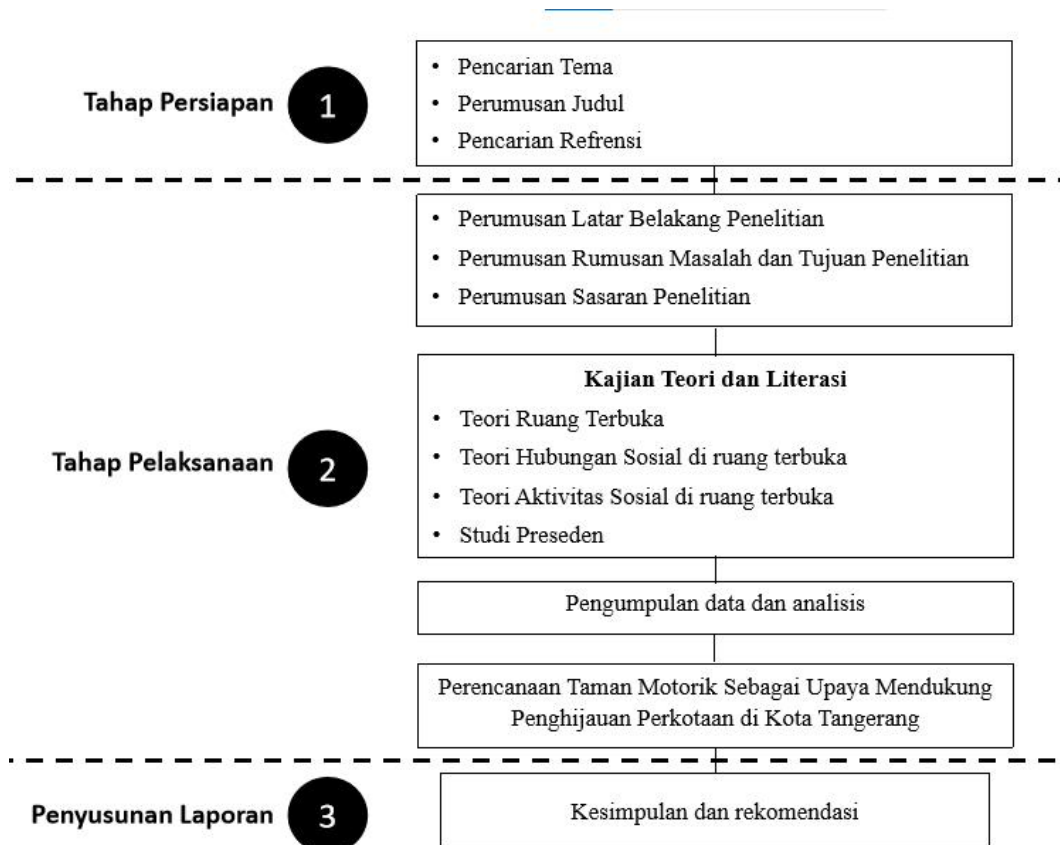 Tahap Persiapan
1
• Pencarian Tema
• Perumusan Judul
• Pencarian Refrensi
• Perumusan Latar Belakang Penelitian
• Perumusan Rumusan Masalah dan Tujuan Penelitian
• Perumusan Sasaran Penelitian
Tahap Pelaksanaan
2
Kajian Teori dan Literasi
• Teori Ruang Terbuka
• Teori Hubungan Sosial di ruang terbuka
• Teori Aktivitas Sosial di ruang terbuka
• Studi Preseden
Pengumpulan data dan analisis
Perencanaan Taman Motorik Sebagai Upaya Mendukung
Penghijauan Perkotaan di Kota Tangerang
Penyusunan Laporan
3
Kesimpulan dan rekomendasi